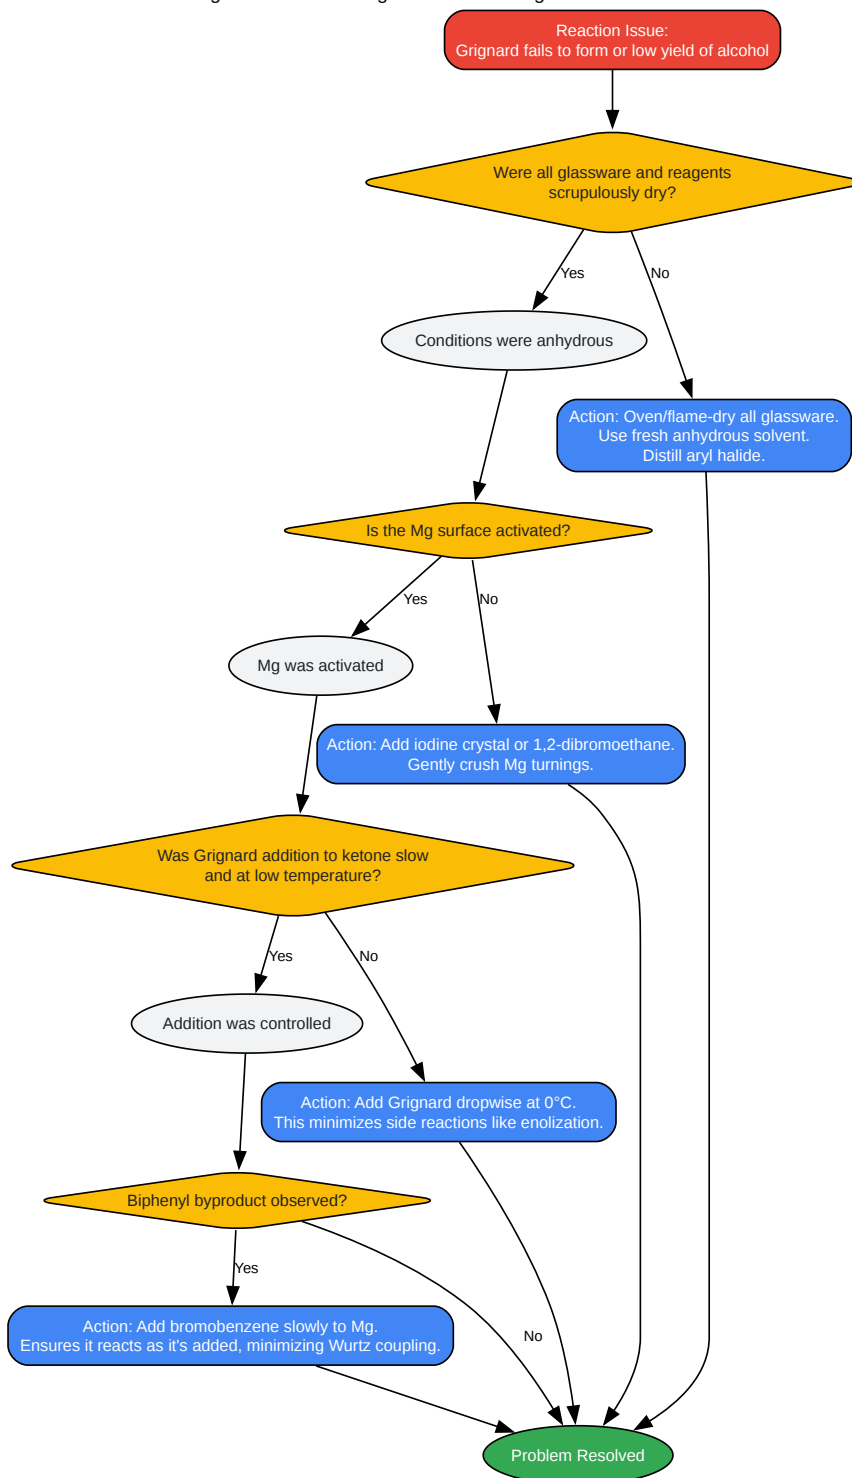 Reaction Issue:
Grignard fails to form or low yield of alcohol
Were all glassware and reagents
scrupulously dry?
Yes
No
Conditions were anhydrous
Action: Oven/flame-dry all glassware.
Use fresh anhydrous solvent.
Distill aryl halide.
Is the Mg surface activated?
Yes
No
Mg was activated
Action: Add iodine crystal or 1,2-dibromoethane.
Gently crush Mg turnings.
Was Grignard addition to ketone slow
and at low temperature?
Yes
No
Addition was controlled
Action: Add Grignard dropwise at 0°C.
This minimizes side reactions like enolization.
Biphenyl byproduct observed?
Yes
No
Action: Add bromobenzene slowly to Mg.
Ensures it reacts as it's added, minimizing Wurtz coupling.
Problem Resolved